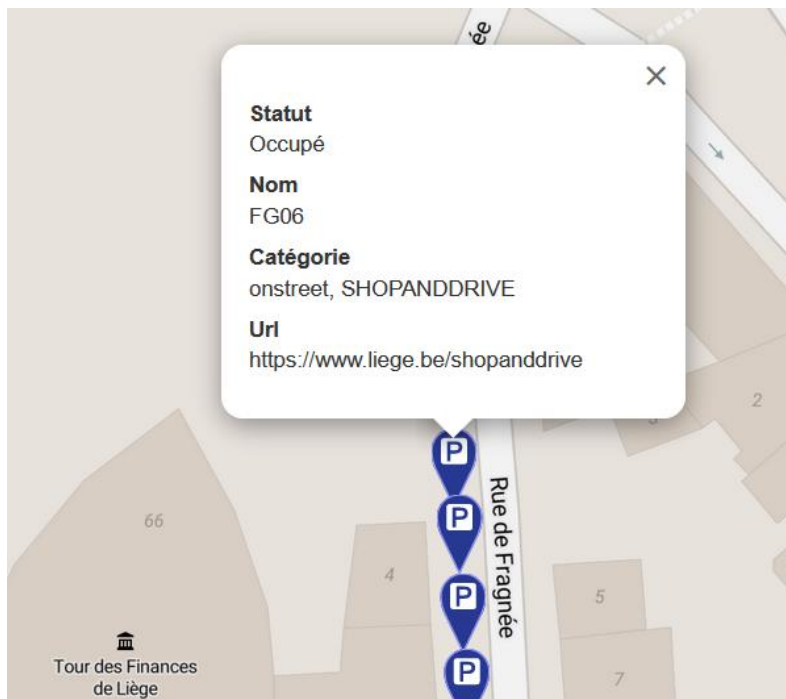 ée
×
Statut
Occupé
Nom
FG06
Catégorie
onstreet, SHOPANDDRIVE
Url
https://www.liege.be/shopanddrive
2
P
66
P
Rue de Fragnée
4
P
5
Tour des Finances
de Liège
P
7